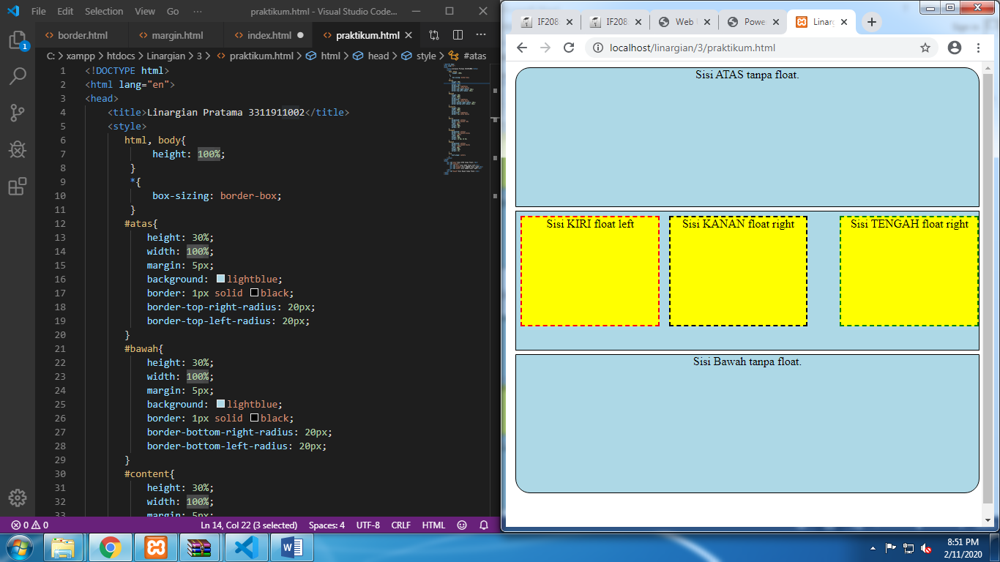 File Edit Selection View Go ··· praktikum.html - Visual Studio Code...
border.html margin.html index.html praktikum.html
C: > xampp > htdocs > Linargian > 3 > praktikum.html > html > head > style > #atas
1 <!DOCTYPE html>
2 <html lang="en">
3 <head>
4 <title>Linargian Pratama 3311911002</title>
5 <style>
6 html, body{
7 height: 100%;
8 }
9 *{
10 box-sizing: border-box;
11 }
12 #atas{
13 height: 30%;
14 width: 100%;
15 margin: 5px;
16 background: lightblue;
17 border: 1px solid black;
18 border-top-right-radius: 20px;
19 border-top-left-radius: 20px;
20 }
21 #bawah{
22 height: 30%;
23 width: 100%;
24 margin: 5px;
25 background: lightblue;
26 border: 1px solid black;
27 border-bottom-right-radius: 20px;
28 border-bottom-left-radius: 20px;
29 }
30 #content{
31 height: 30%;
32 width: 100%;
33 margin: 5px;
1
0 0 Ln 14, Col 22 (3 selected) Spaces: 4 UTF-8 CRLF HTML
IF208 IF208 Web Powe Linarg
localhost/linargian/3/praktikum.html
Sisi ATAS tanpa float.
Sisi KIRI float left Sisi KANAN float right Sisi TENGAH float right
Sisi Bawah tanpa float.
8:51 PM
2/11/2020